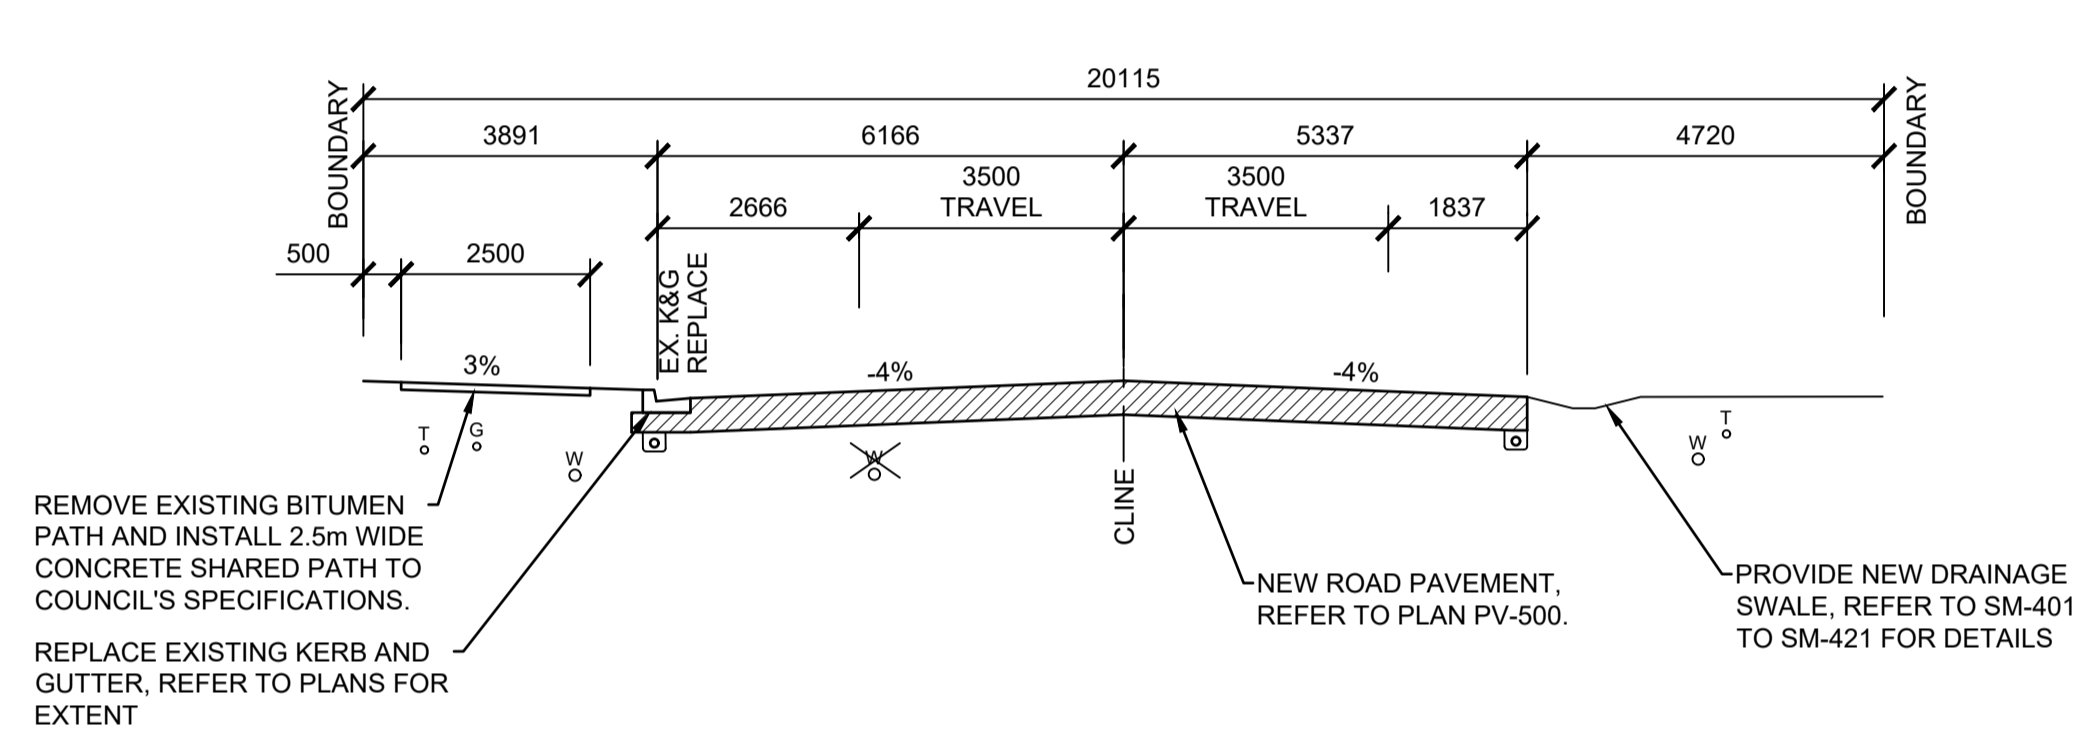 20115
BOUNDARY
3891
6166
5337
4720
BOUNDARY
3500
TRAVEL
3500
TRAVEL
2666
1837
500
2500
EX. K&G
REPLACE
3%
-4%
-4%
T
G
W
W
W
T
CLINE
REMOVE EXISTING BITUMEN
PATH AND INSTALL 2.5m WIDE
CONCRETE SHARED PATH TO
COUNCIL'S SPECIFICATIONS.
REPLACE EXISTING KERB AND
GUTTER, REFER TO PLANS FOR
EXTENT
NEW ROAD PAVEMENT,
REFER TO PLAN PV-500.
PROVIDE NEW DRAINAGE
SWALE, REFER TO SM-401
TO SM-421 FOR DETAILS